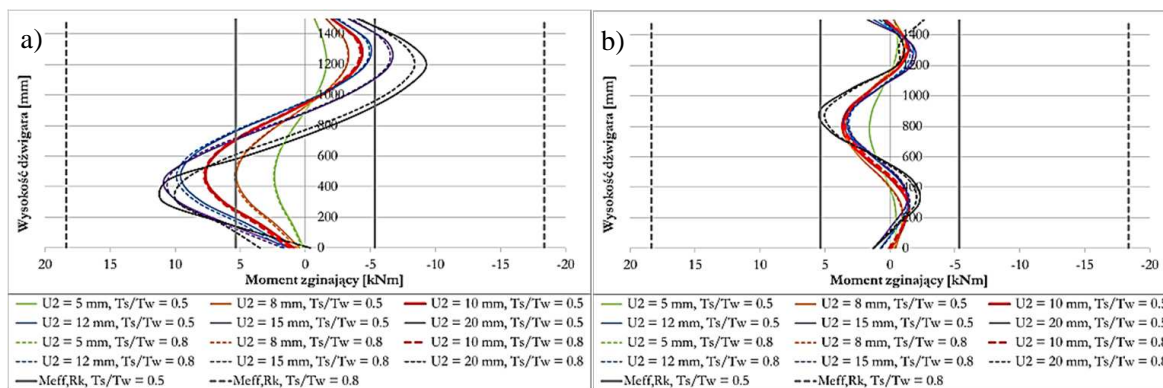 a)
1400
1200
1000
800
600
400
200
0
Wysokość dźwigara [mm]
20 15 10 5 0 -5 -10 -15 -20
Moment zginający [kNm]
U2 = 5 mm, Ts/Tw = 0.5 U2 = 8 mm, Ts/Tw = 0.5 U2 = 10 mm, Ts/Tw = 0.5
U2 = 12 mm, Ts/Tw = 0.5 U2 = 15 mm, Ts/Tw = 0.5 U2 = 20 mm, Ts/Tw = 0.5
U2 = 5 mm, Ts/Tw = 0.8 U2 = 8 mm, Ts/Tw = 0.8 U2 = 10 mm, Ts/Tw = 0.8
U2 = 12 mm, Ts/Tw = 0.8 U2 = 15 mm, Ts/Tw = 0.8 U2 = 20 mm, Ts/Tw = 0.8
Meff,Rk, Ts/Tw = 0.5 Meff,Rk, Ts/Tw = 0.8
b)
1400
1200
1000
800
600
400
200
0
Wysokość dźwigara [mm]
20 15 10 5 0 -5 -10 -15 -20
Moment zginający [kNm]
U2 = 5 mm, Ts/Tw = 0.5 U2 = 8 mm, Ts/Tw = 0.5 U2 = 10 mm, Ts/Tw = 0.5
U2 = 12 mm, Ts/Tw = 0.5 U2 = 15 mm, Ts/Tw = 0.5 U2 = 20 mm, Ts/Tw = 0.5
U2 = 5 mm, Ts/Tw = 0.8 U2 = 8 mm, Ts/Tw = 0.8 U2 = 10 mm, Ts/Tw = 0.8
U2 = 12 mm, Ts/Tw = 0.8 U2 = 15 mm, Ts/Tw = 0.8 U2 = 20 mm, Ts/Tw = 0.8
Meff,Rk, Ts/Tw = 0.5 Meff,Rk, Ts/Tw = 0.8